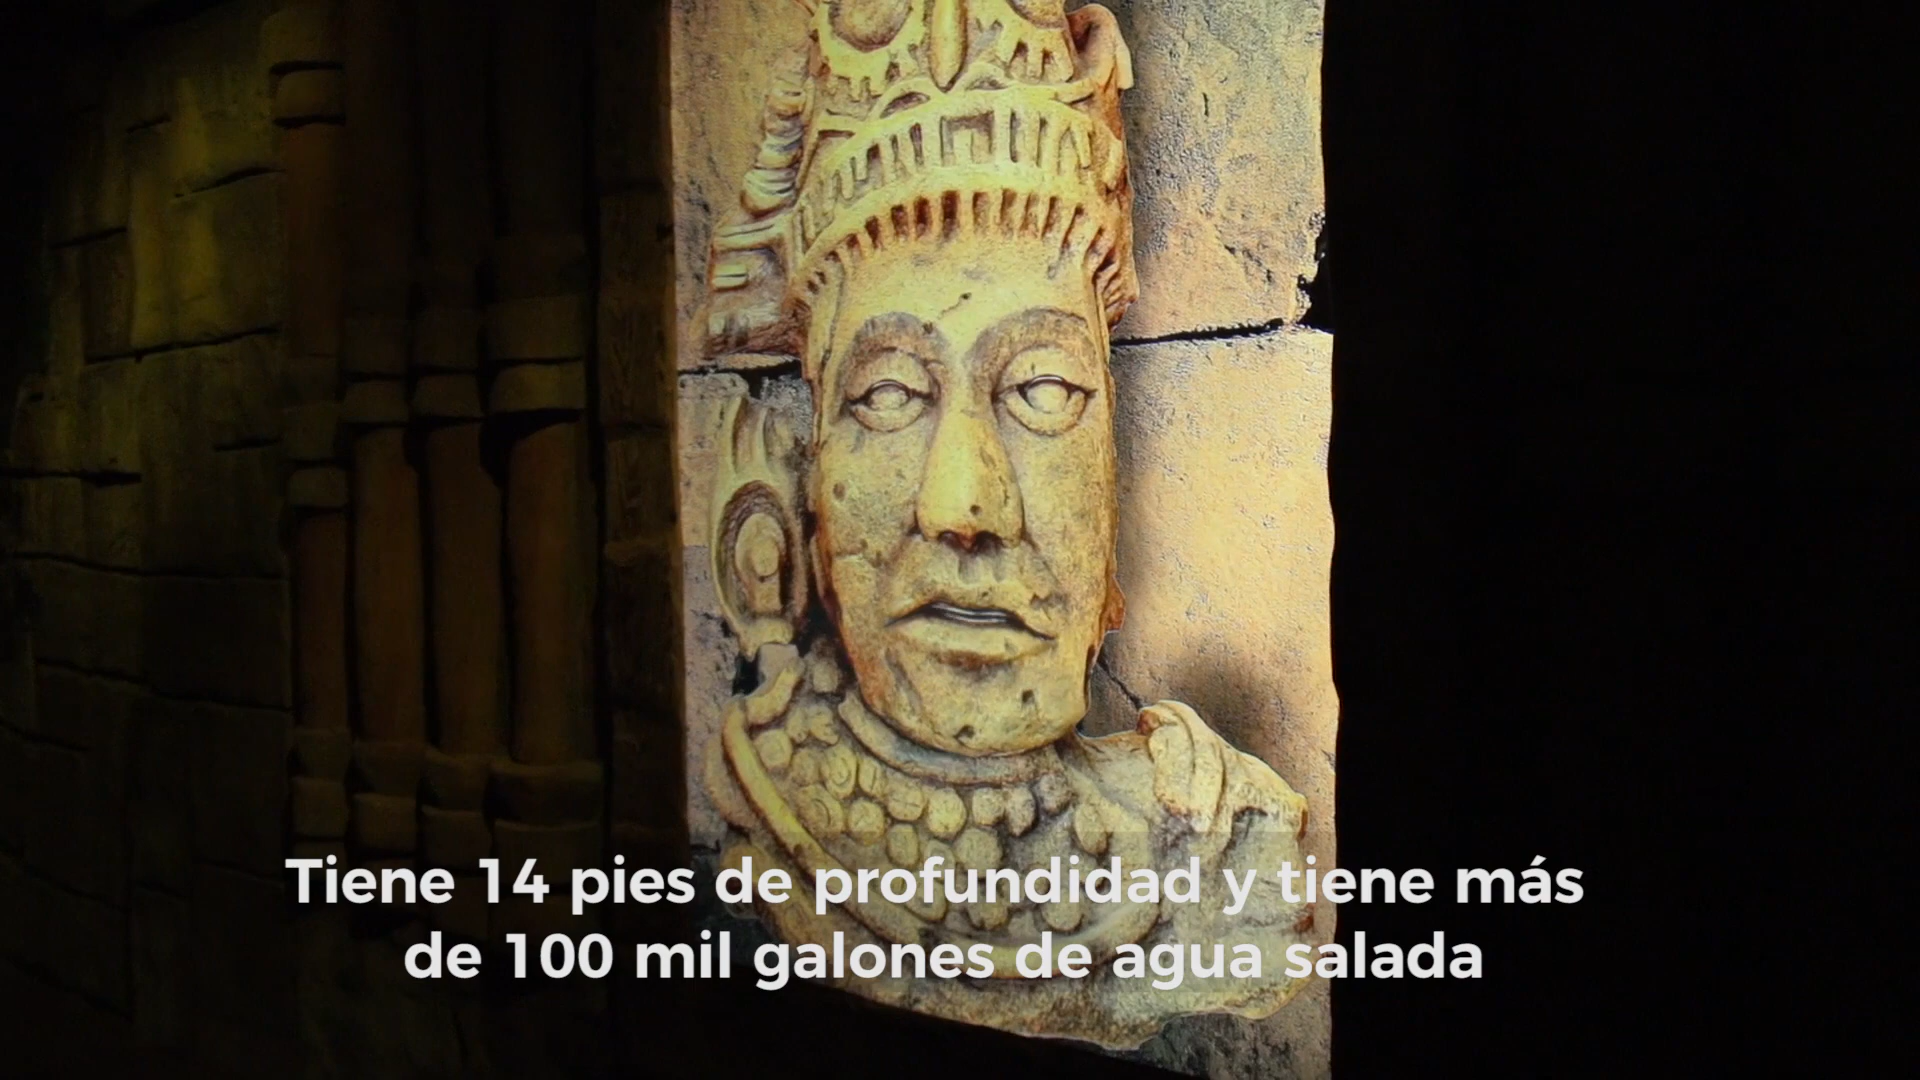 Tiene 14 pies de profundidad y tiene más
de 100 mil galones de agua salada